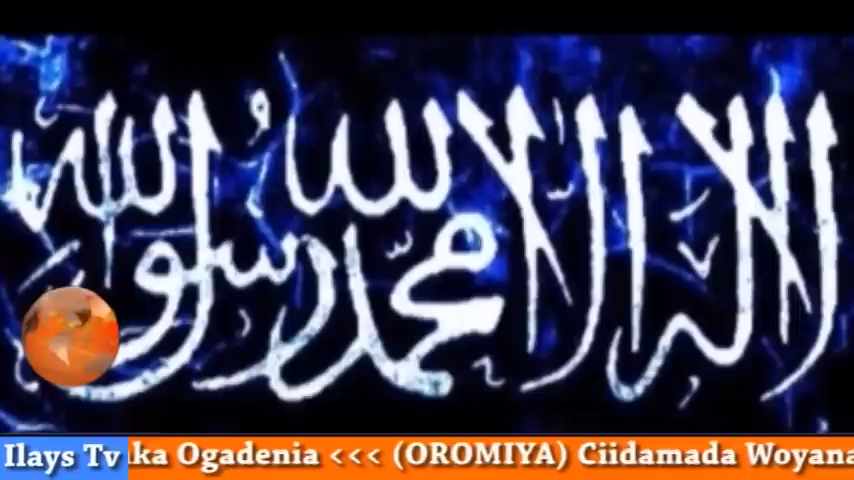 لا إله إلا الله محمد رسول الله
Ilays Tv
ka Ogadenia <<< (OROMIYA) Ciidamada Woyana